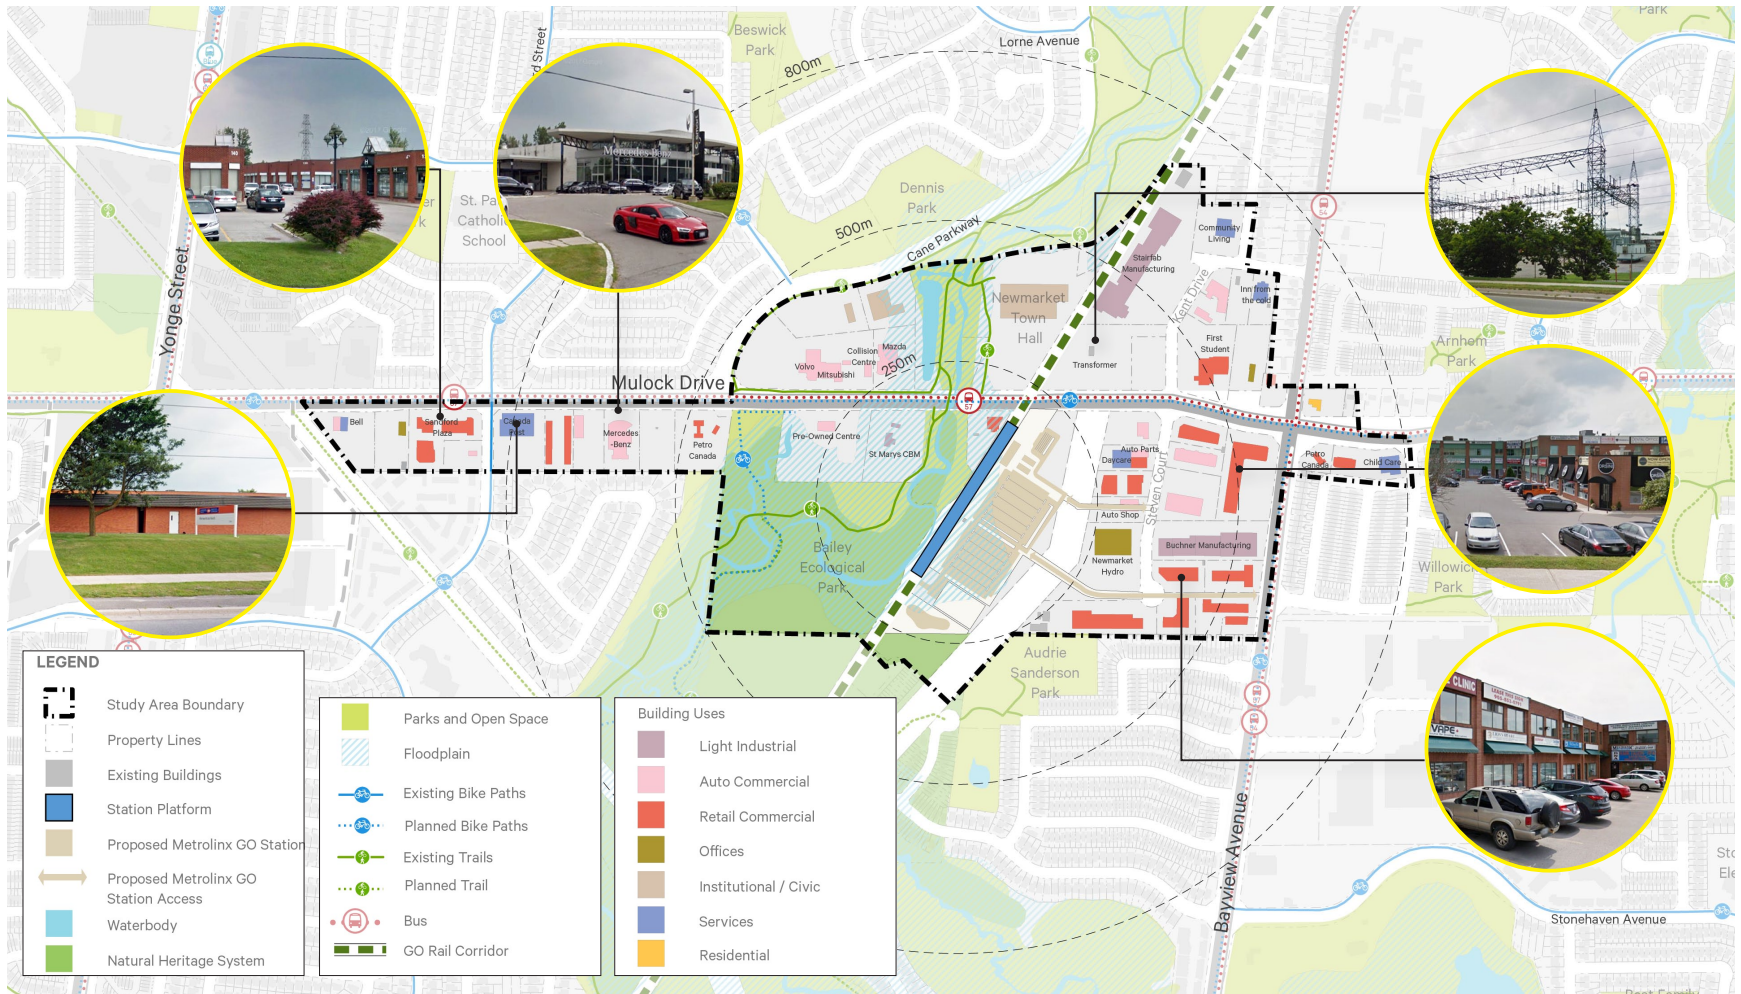 Beswick
Park
Park
Lorne Avenue
800m
Dennis
Park
500m
Cane Parkway
St. Pa
Catholi
School
Mercedes-Benz
Yonge Street
54
Community
Living
Stairfab
Manufacturing
Kent Drive
Inn from
the cold
Newmarket
Town
Hall
First
Student
Transformer
Arnhem
Park
Collision
Centre
Mazda
Volvo
Mitsubishi
250m
Mulock Drive
57
Bell
Sandford
Plaza
Canada
Post
Mercedes
-Benz
Petro
Canada
Pre-Owned Centre
St Marys CBM
Auto Parts
Daycare
Steven Court
Auto Shop
Petro
Canada
Child Care
Newmarket
Hydro
Buchner Manufacturing
Bailey
Ecological
Park
Willowick
Park
Audrie
Sanderson
Park
54
CLINIC
VAPE
Bayview Avenue
Stonehaven Avenue
LEGEND
Study Area Boundary
Property Lines
Existing Buildings
Station Platform
Proposed Metrolinx GO Station
Proposed Metrolinx GO
Station Access
Waterbody
Natural Heritage System
Parks and Open Space
Floodplain
Existing Bike Paths
Planned Bike Paths
Existing Trails
Planned Trail
Bus
GO Rail Corridor
Building Uses
Light Industrial
Auto Commercial
Retail Commercial
Offices
Institutional / Civic
Services
Residential